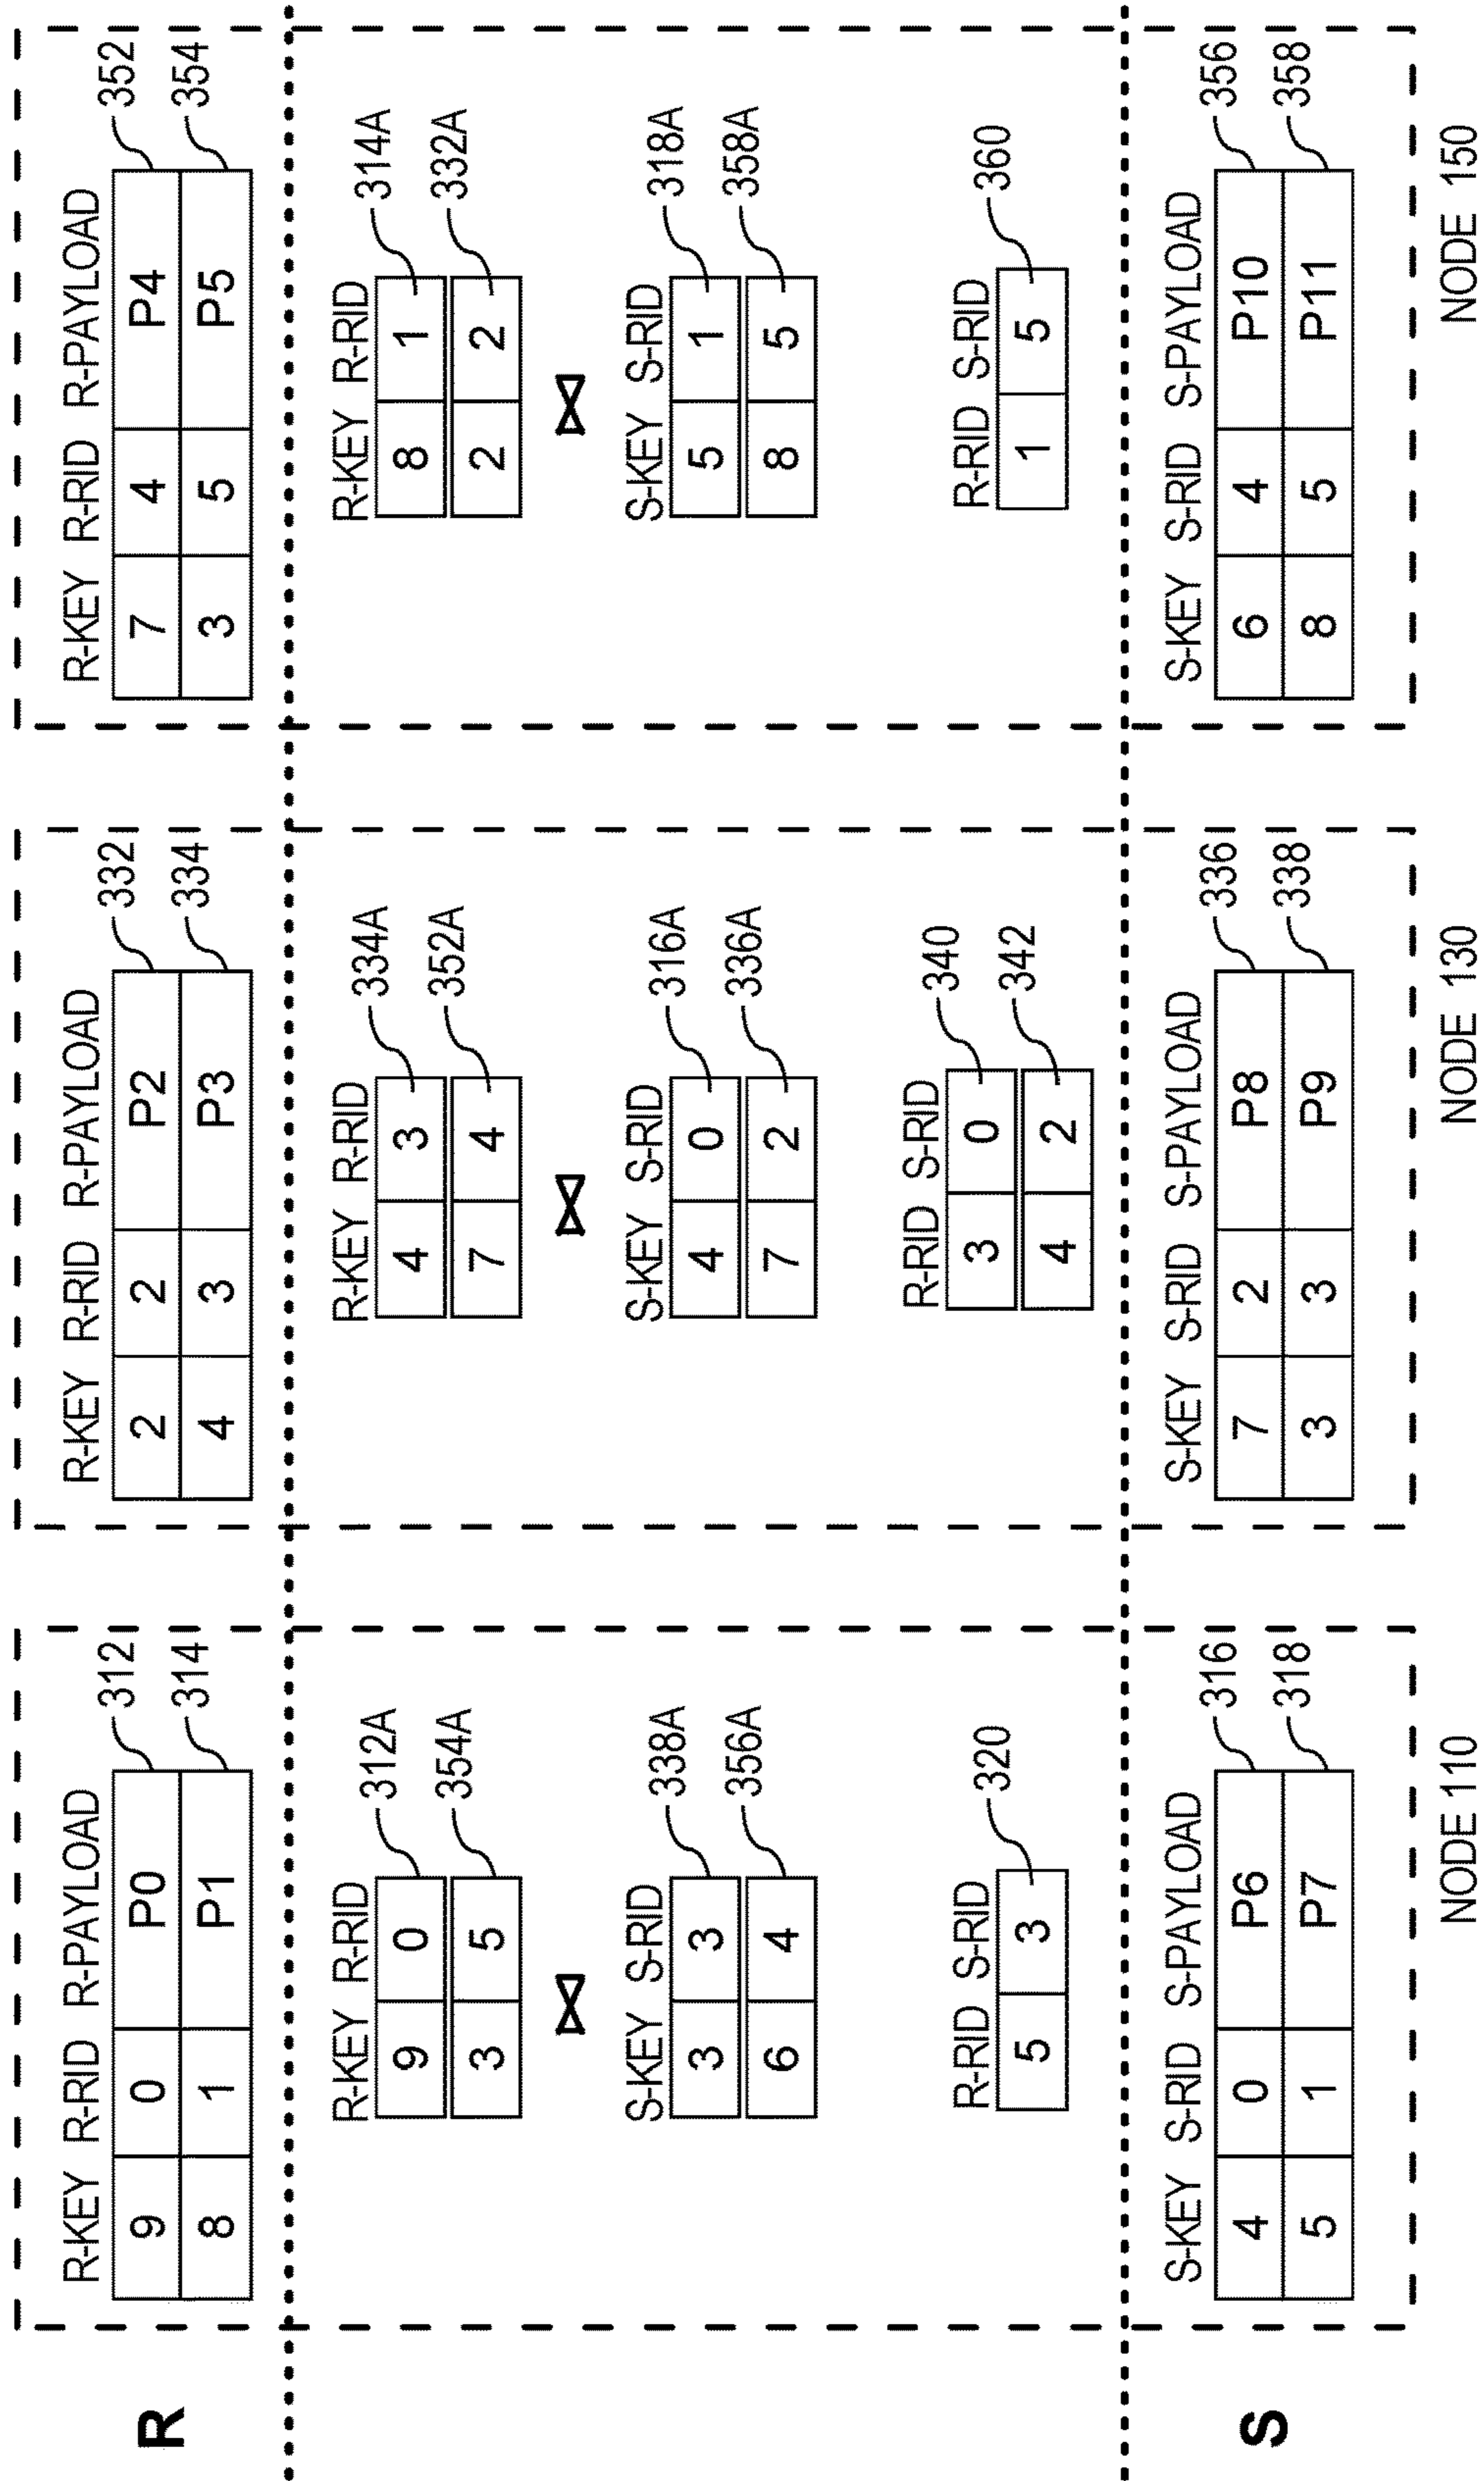 R
R-KEY R-RID R-PAYLOAD
9 0 P0 312
8 1 P1 314
R-KEY R-RID
9 0 312A
3 5 354A
S-KEY S-RID
3 3 338A
6 4 356A
R-RID S-RID
5 3 320
S
S-KEY S-RID S-PAYLOAD
4 0 P6 316
5 1 P7 318
NODE 110
R-KEY R-RID R-PAYLOAD
2 2 P2 332
4 3 P3 334
R-KEY R-RID
4 3 334A
7 4 352A
S-KEY S-RID
4 0 316A
7 2 336A
R-RID S-RID
3 0 340
4 2 342
S-KEY S-RID S-PAYLOAD
7 2 P8 336
3 3 P9 338
NODE 130
R-KEY R-RID R-PAYLOAD
7 4 P4 352
3 5 P5 354
R-KEY R-RID
8 1 314A
2 2 332A
S-KEY S-RID
5 1 318A
8 5 358A
R-RID S-RID
1 5 360
S-KEY S-RID S-PAYLOAD
6 4 P10 356
8 5 P11 358
NODE 150